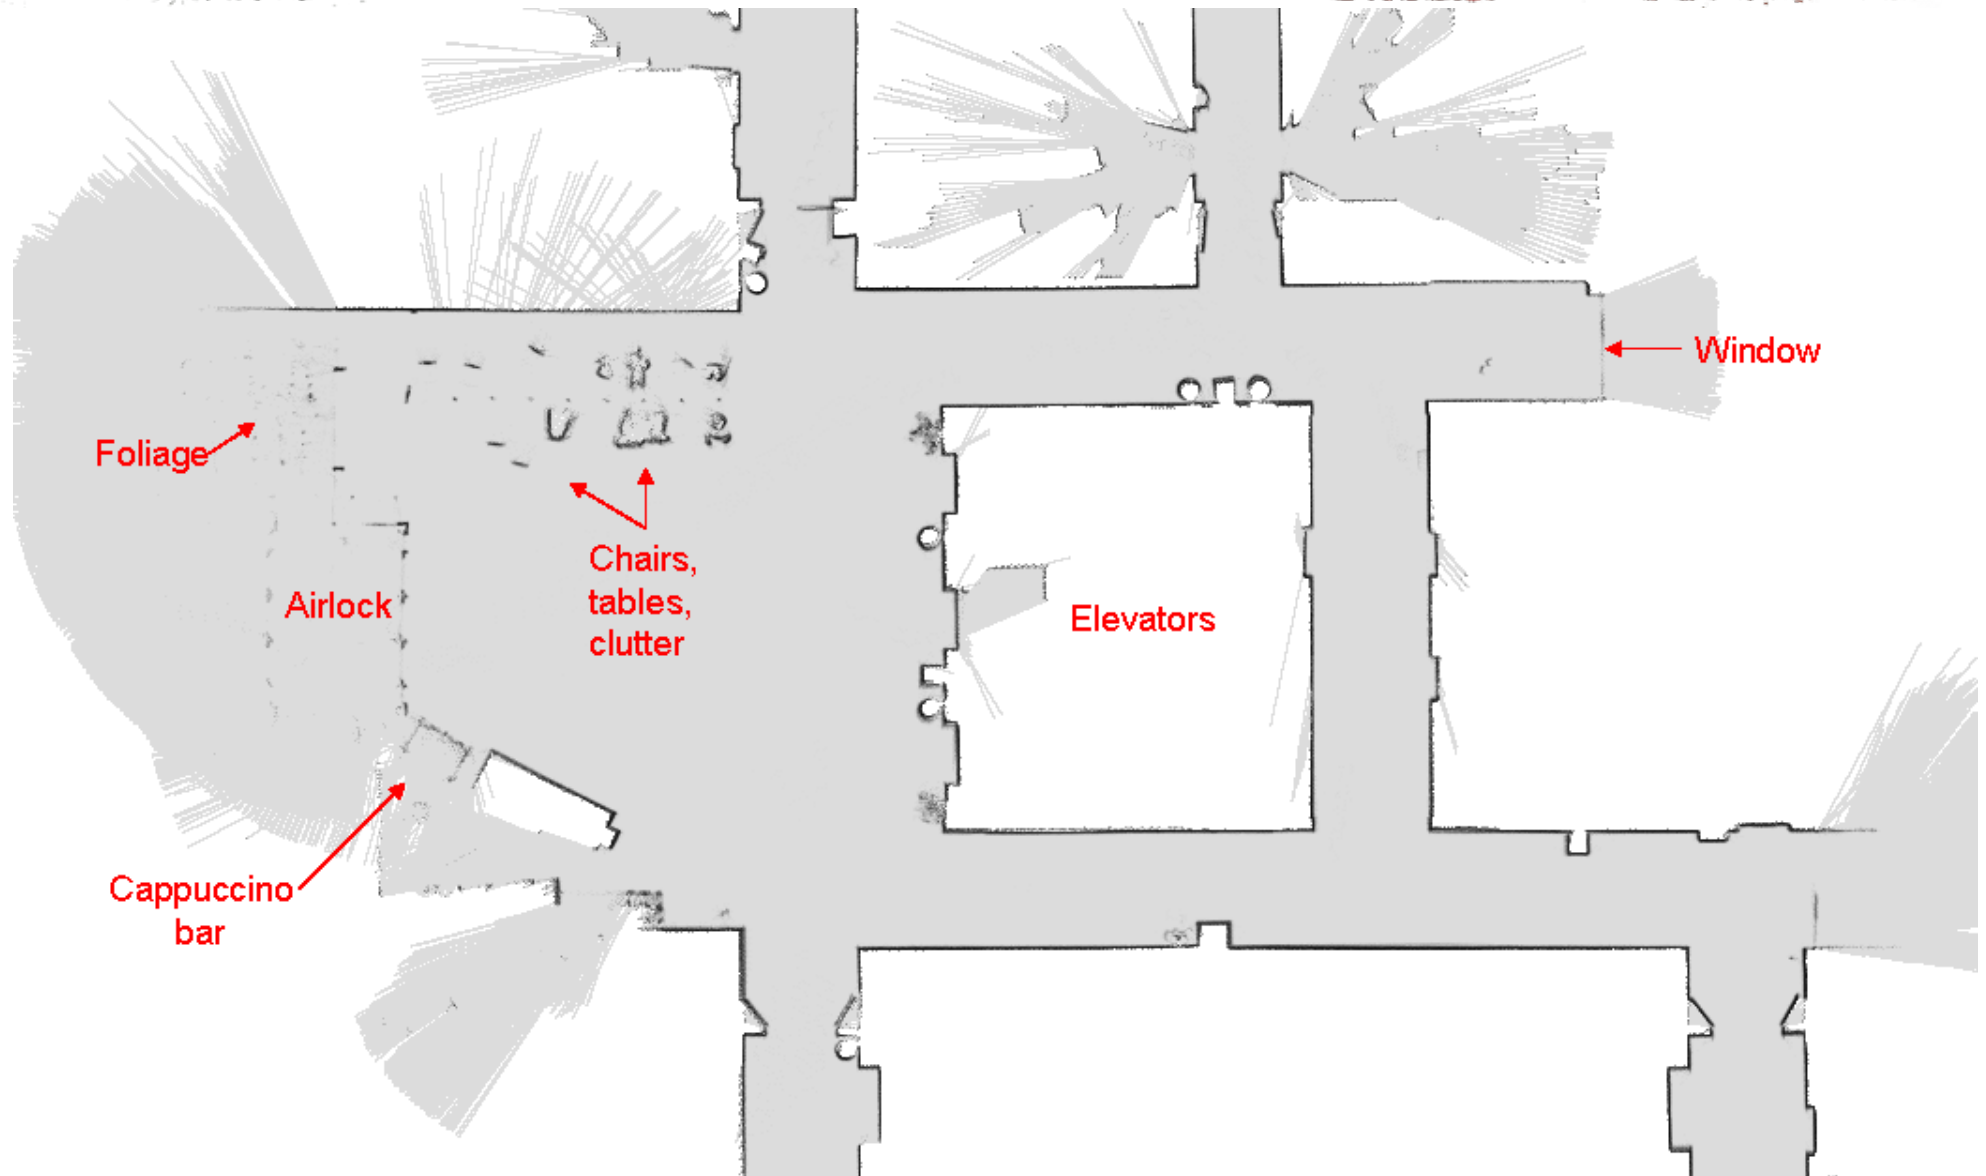 Window
Foliage
Chairs,
tables,
clutter
Airlock
Elevators
Cappuccino
bar